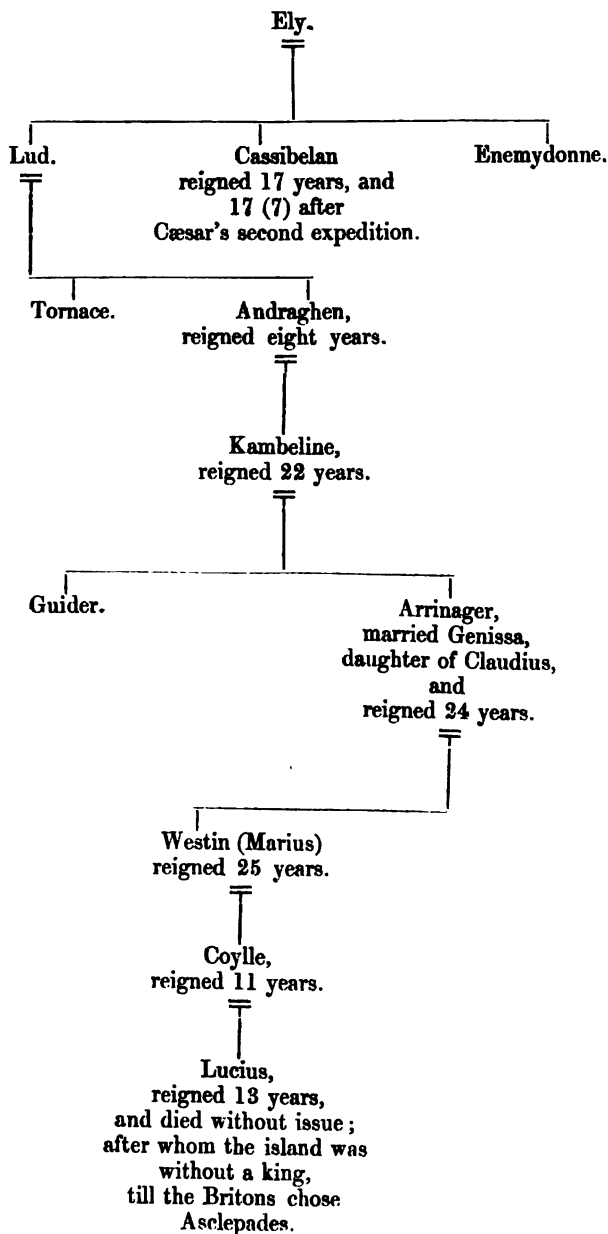 Ely.
Lud.
Cassibelan
reigned 17 years, and
17 (7) after
Cæsar's second expedition.
Enemydonne.
Tornace.
Andraghen,
reigned eight years.
Kambeline,
reigned 22 years.
Guider.
Arrinager,
married Genissa,
daughter of Claudius,
and
reigned 24 years.
Westin (Marius)
reigned 25 years.
Coylle,
reigned 11 years.
Lucius,
reigned 13 years,
and died without issue;
after whom the island was
without a king,
till the Britons chose
Asclepades.